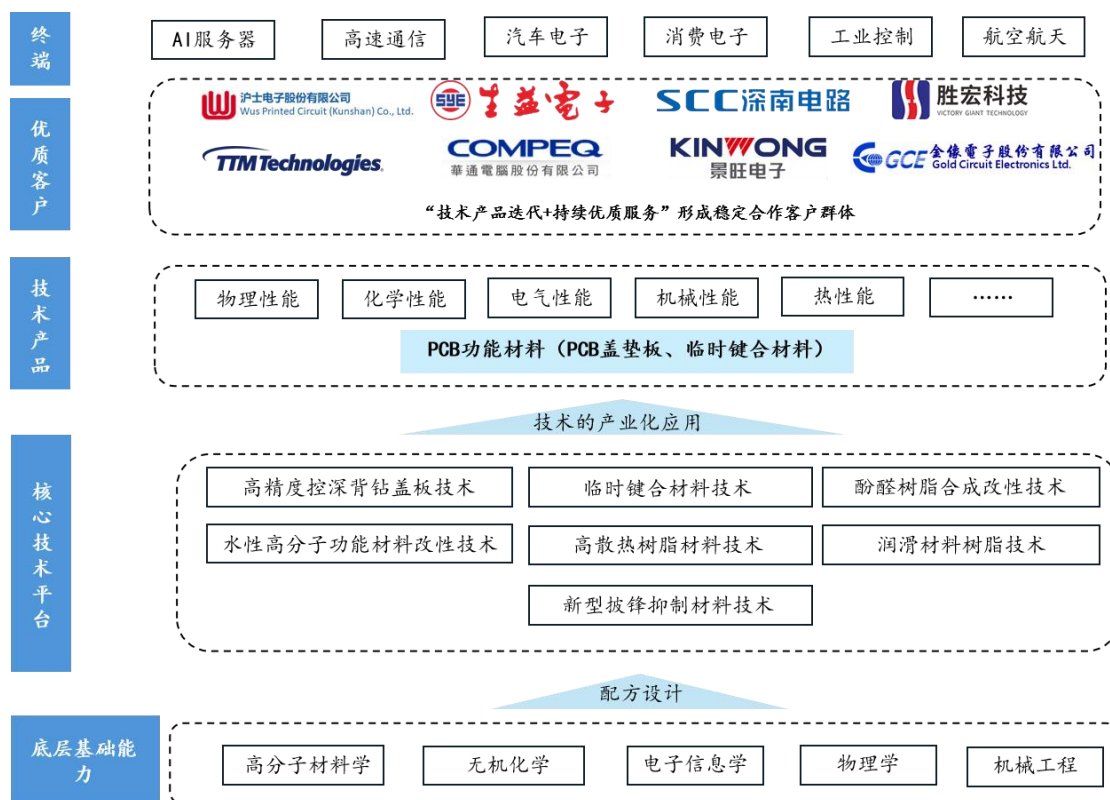 终端
AI服务器
高速通信
汽车电子
消费电子
工业控制
航空航天
优质客户
沪士电子股份有限公司
Wus Printed Circuit (Kunshan) Co., Ltd.
SYE 生益電子
SCC深南电路
胜宏科技
VICTORY GIANT TECHNOLOGY
TTM Technologies.
COMPEQ
華通電腦股份有限公司
KINWONG
景旺电子
GCE 金像電子股份有限公司
Gold Circuit Electronics Ltd.
“技术产品迭代+持续优质服务”形成稳定合作客户群体
技术产品
物理性能
化学性能
电气性能
机械性能
热性能
……
PCB功能材料（PCB盖垫板、临时键合材料）
技术的产业化应用
核心技术平台
高精度控深背钻盖板技术
临时键合材料技术
酚醛树脂合成改性技术
水性高分子功能材料改性技术
高散热树脂材料技术
润滑材料树脂技术
新型披锋抑制材料技术
配方设计
底层基础能
力
高分子材料学
无机化学
电子信息学
物理学
机械工程